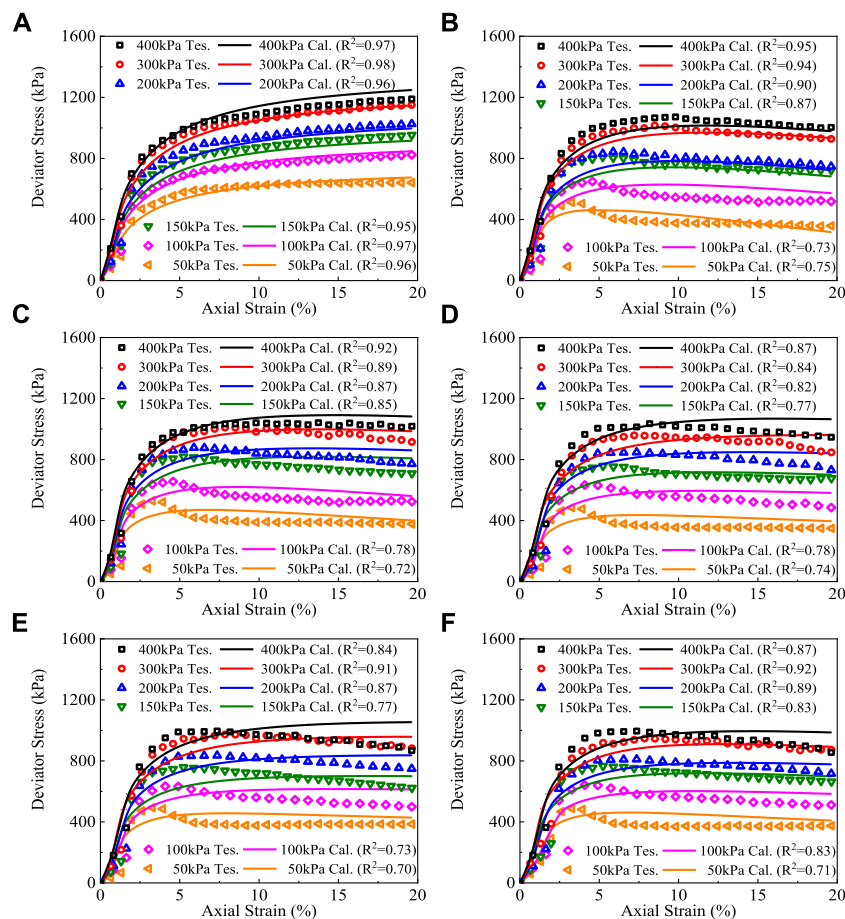 A
1600
1200
800
400
0
Deviator Stress (kPa)
400kPa Tes. 400kPa Cal. (R²=0.97)
300kPa Tes. 300kPa Cal. (R²=0.98)
200kPa Tes. 200kPa Cal. (R²=0.96)
150kPa Tes. 150kPa Cal. (R²=0.95)
100kPa Tes. 100kPa Cal. (R²=0.97)
50kPa Tes. 50kPa Cal. (R²=0.96)
0 5 10 15 20
Axial Strain (%)
B
1600
1200
800
400
0
Deviator Stress (kPa)
400kPa Tes. 400kPa Cal. (R²=0.95)
300kPa Tes. 300kPa Cal. (R²=0.94)
200kPa Tes. 200kPa Cal. (R²=0.90)
150kPa Tes. 150kPa Cal. (R²=0.87)
100kPa Tes. 100kPa Cal. (R²=0.73)
50kPa Tes. 50kPa Cal. (R²=0.75)
0 5 10 15 20
Axial Strain (%)
C
1600
1200
800
400
0
Deviator Stress (kPa)
400kPa Tes. 400kPa Cal. (R²=0.92)
300kPa Tes. 300kPa Cal. (R²=0.89)
200kPa Tes. 200kPa Cal. (R²=0.87)
150kPa Tes. 150kPa Cal. (R²=0.85)
100kPa Tes. 100kPa Cal. (R²=0.78)
50kPa Tes. 50kPa Cal. (R²=0.72)
0 5 10 15 20
Axial Strain (%)
D
1600
1200
800
400
0
Deviator Stress (kPa)
400kPa Tes. 400kPa Cal. (R²=0.87)
300kPa Tes. 300kPa Cal. (R²=0.84)
200kPa Tes. 200kPa Cal. (R²=0.82)
150kPa Tes. 150kPa Cal. (R²=0.77)
100kPa Tes. 100kPa Cal. (R²=0.78)
50kPa Tes. 50kPa Cal. (R²=0.74)
0 5 10 15 20
Axial Strain (%)
E
1600
1200
800
400
0
Deviator Stress (kPa)
400kPa Tes. 400kPa Cal. (R²=0.84)
300kPa Tes. 300kPa Cal. (R²=0.91)
200kPa Tes. 200kPa Cal. (R²=0.87)
150kPa Tes. 150kPa Cal. (R²=0.77)
100kPa Tes. 100kPa Cal. (R²=0.73)
50kPa Tes. 50kPa Cal. (R²=0.70)
0 5 10 15 20
Axial Strain (%)
F
1600
1200
800
400
0
Deviator Stress (kPa)
400kPa Tes. 400kPa Cal. (R²=0.87)
300kPa Tes. 300kPa Cal. (R²=0.92)
200kPa Tes. 200kPa Cal. (R²=0.89)
150kPa Tes. 150kPa Cal. (R²=0.83)
100kPa Tes. 100kPa Cal. (R²=0.83)
50kPa Tes. 50kPa Cal. (R²=0.71)
0 5 10 15 20
Axial Strain (%)